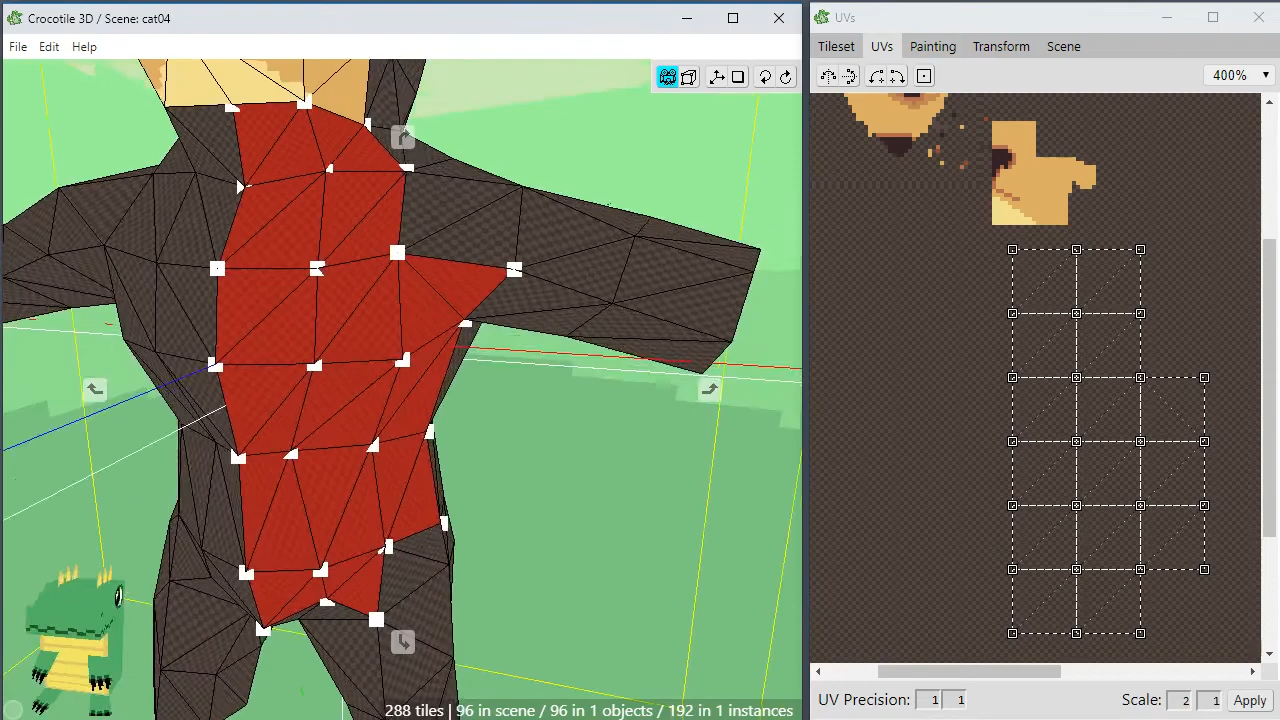 Crocotile 3D / Scene: cat04
File Edit Help
288 tiles | 96 in scene / 96 in 1 objects / 192 in 1 instances
UVs
Tileset UVs Painting Transform Scene
400%
UV Precision: 1 1 Scale: 2 1 Apply